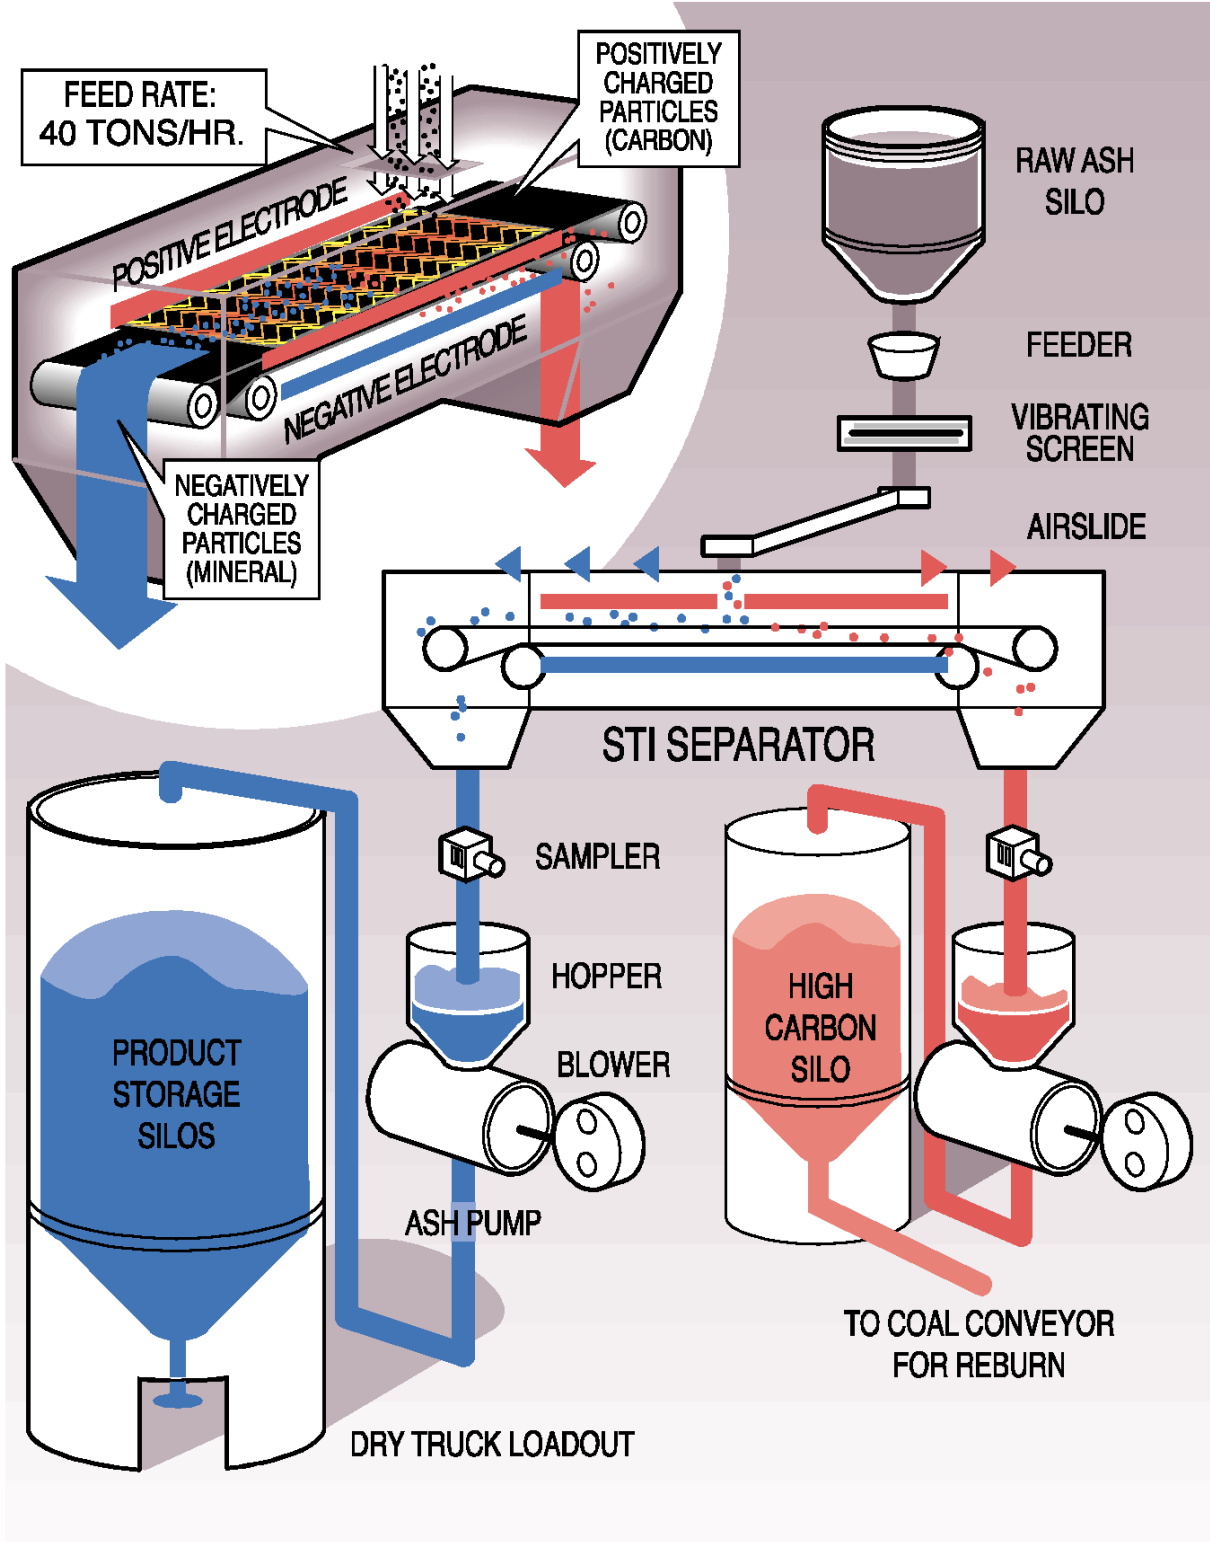 FEED RATE:
40 TONS/HR.
POSITIVELY
CHARGED
PARTICLES
(CARBON)
POSITIVE ELECTRODE
NEGATIVE ELECTRODE
NEGATIVELY
CHARGED
PARTICLES
(MINERAL)
RAW ASH
SILO
FEEDER
VIBRATING
SCREEN
AIRSLIDE
STI SEPARATOR
SAMPLER
HOPPER
BLOWER
ASH PUMP
PRODUCT
STORAGE
SILOS
HIGH
CARBON
SILO
TO COAL CONVEYOR
FOR REBURN
DRY TRUCK LOADOUT